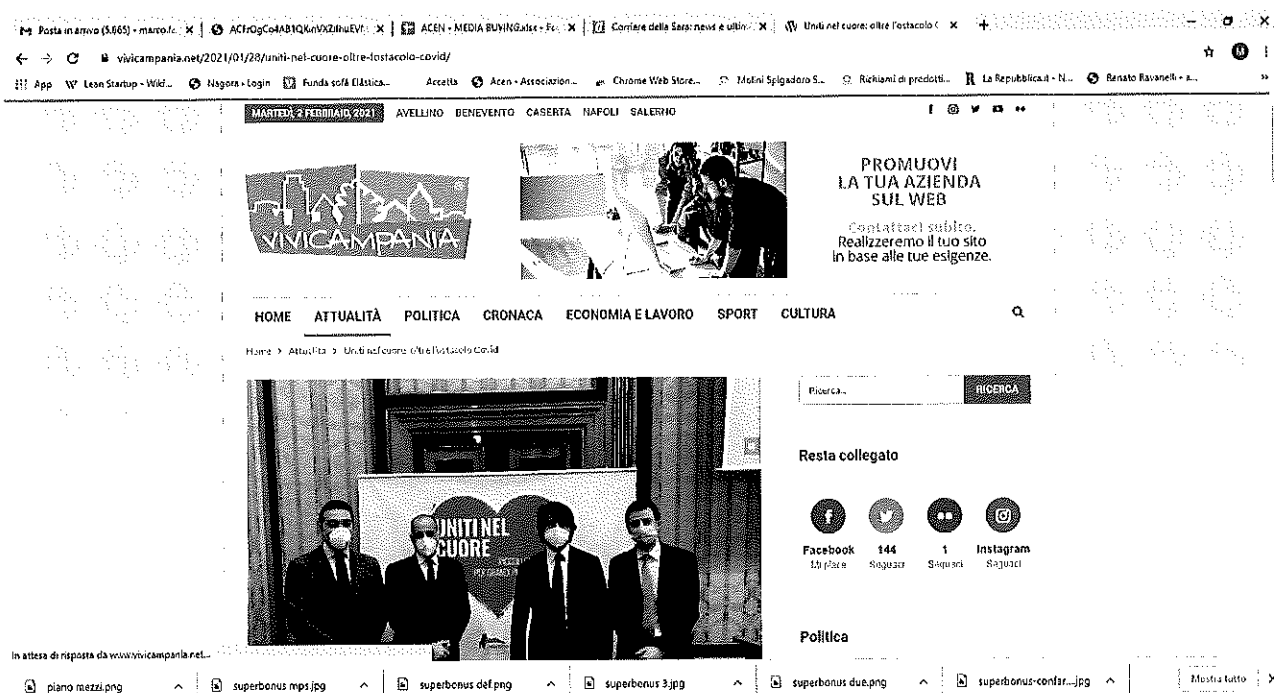 Posta in arrivo (5.065) - marco.fa
ACEN - MEDIA BUYING.xlsx - Fo
Corriere della Sera: news e ultim
Uniti nel cuore: oltre l'ostacolo C
vivicampania.net/2021/01/28/uniti-nel-cuore-oltre-lostacolo-covid/
App
Lean Startup - Wiki...
Nagora - Login
Funda sofá Elástica...
Accetta
Acen - Associazion...
Chrome Web Store...
Molini Spigadoro S...
Richiami di prodotti...
La Repubblica.it - N...
Renato Ravanelli - a...
MARTEDÌ, 2 FEBBRAIO, 2021 AVELLINO BENEVENTO CASERTA NAPOLI SALERNO
VIVICAMPANIA
PROMUOVI
LA TUA AZIENDA
SUL WEB
Contattaci subito.
Realizzeremo il tuo sito
in base alle tue esigenze.
HOME ATTUALITÀ POLITICA CRONACA ECONOMIA E LAVORO SPORT CULTURA
Home > Attualità > Uniti nel cuore: oltre l'ostacolo Covid
Ricerca...
RICERCA
UNITI NEL
CUORE
Resta collegato
Facebook
Mi piace
144
Seguaci
1
Seguaci
Instagram
Seguaci
Politica
In attesa di risposta da www.vivicampania.net...
piano mezzi.png
superbonus mps.jpg
superbonus def.png
superbonus 3.jpg
superbonus due.png
superbonus-confar....jpg
Mostra tutto